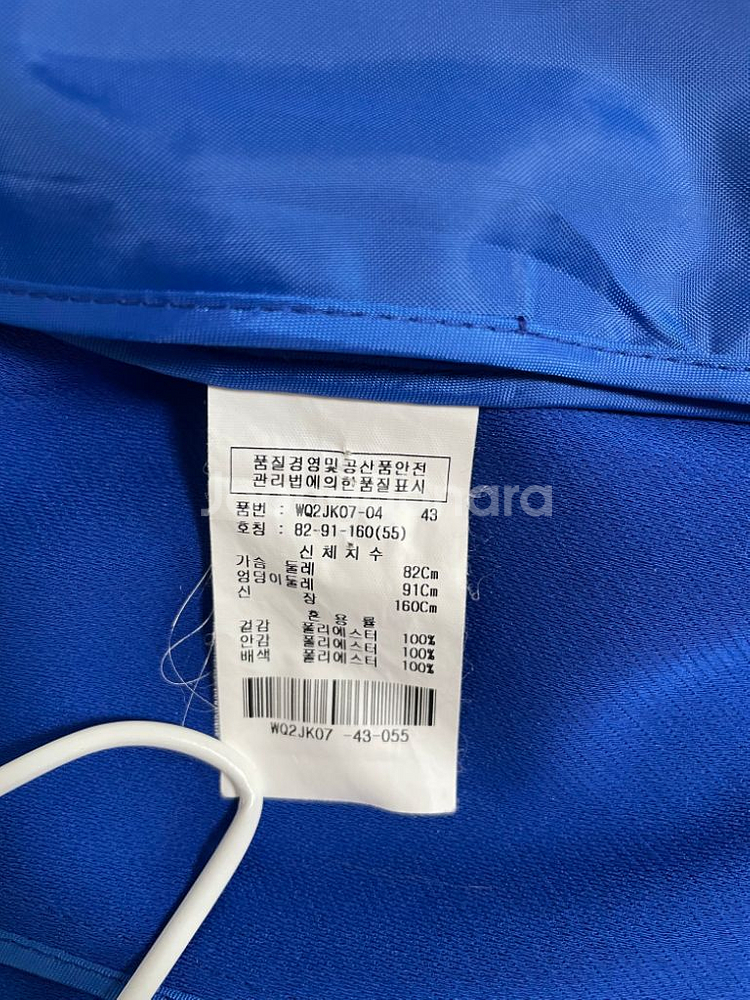 품질경영및공산품안전
관리법에의한품질표시
품번 : WQ2JK07-04 43
호칭 : 82-91-160(55)
신체치수
가슴 둘레 82Cm
엉덩이둘레 91Cm
신 장 160Cm
혼 용 률
겉감 폴리에스터 100%
안감 폴리에스터 100%
배색 폴리에스터 100%
WQ2JK07 -43-055